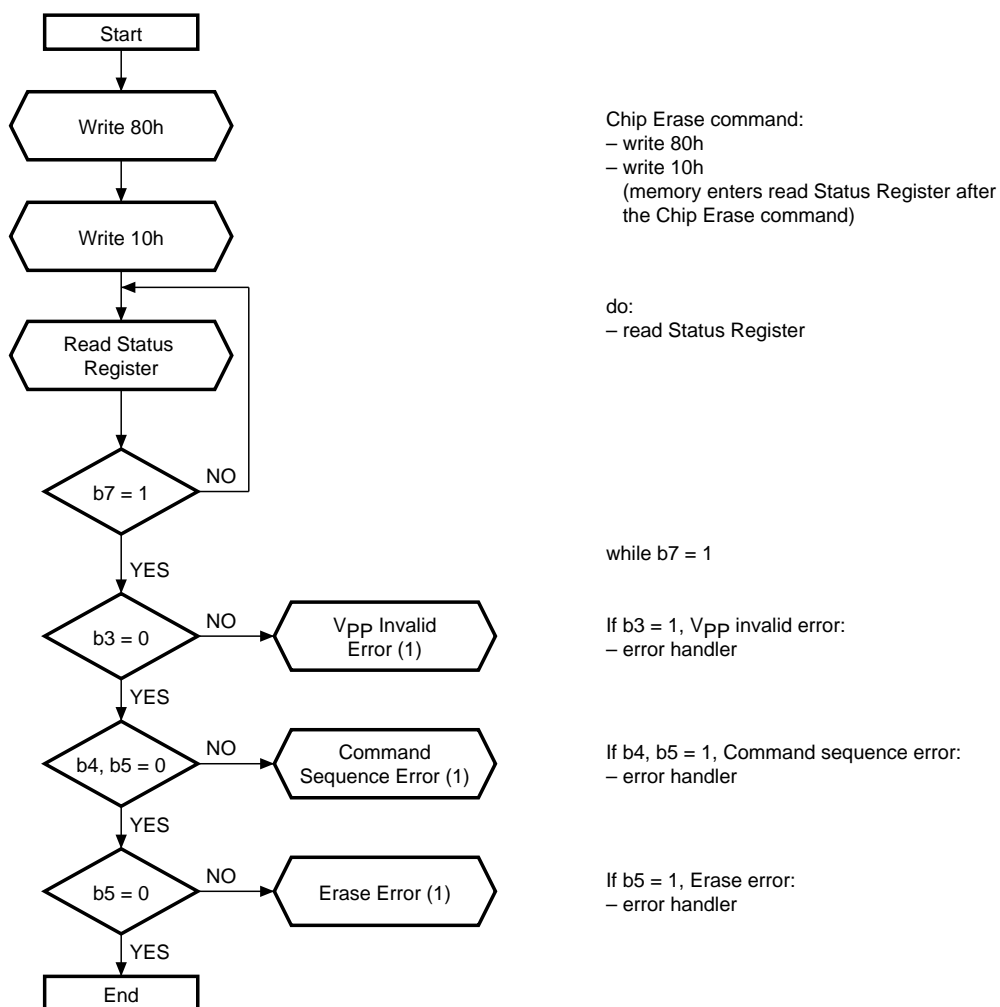 Start
Write 80h
Chip Erase command:
– write 80h
– write 10h
(memory enters read Status Register after
the Chip Erase command)
Write 10h
do:
– read Status Register
Read Status
Register
b7 = 1
NO
YES
while b7 = 1
b3 = 0
NO
YES
VPP Invalid
Error (1)
If b3 = 1, VPP invalid error:
– error handler
b4, b5 = 0
NO
YES
Command
Sequence Error (1)
If b4, b5 = 1, Command sequence error:
– error handler
b5 = 0
NO
YES
Erase Error (1)
If b5 = 1, Erase error:
– error handler
End